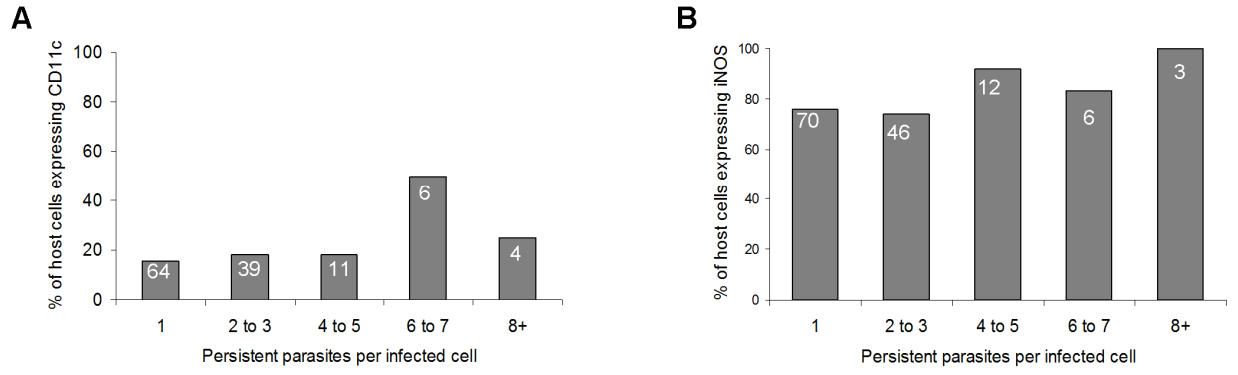 A
% of host cells expressing CD11c
100
80
60
40
20
0
64
39
11
6
4
1
2 to 3
4 to 5
6 to 7
8+
Persistent parasites per infected cell
B
% of host cells expressing iNOS
100
80
60
40
20
0
70
46
12
6
3
1
2 to 3
4 to 5
6 to 7
8+
Persistent parasites per infected cell